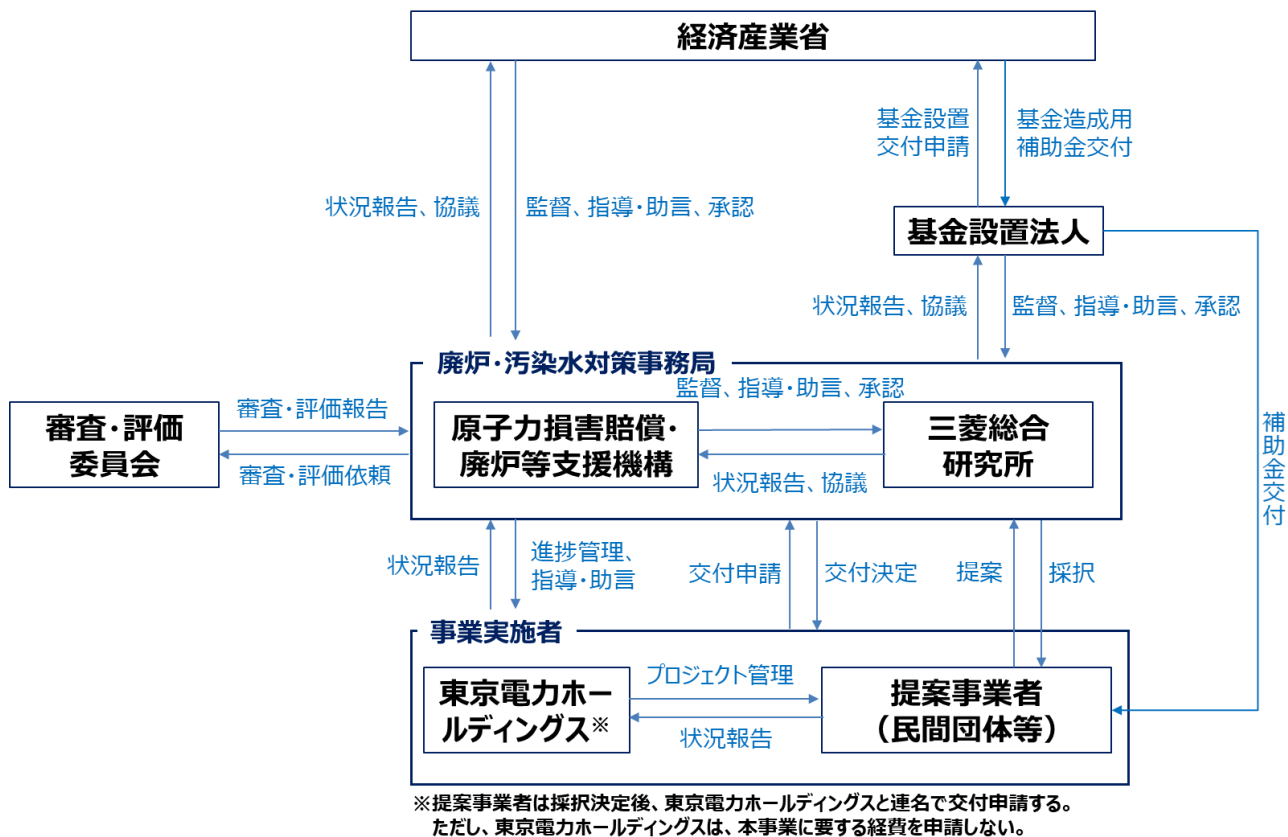 経済産業省
基金設置
交付申請
基金造成用
補助金交付
状況報告、協議
監督、指導・助言、承認
基金設置法人
状況報告、協議
監督、指導・助言、承認
廃炉・汚染水対策事務局
監督、指導・助言、承認
審査・評価
委員会
審査・評価報告
審査・評価依頼
原子力損害賠償・
廃炉等支援機構
三菱総合
研究所
状況報告、協議
補助金交付
状況報告
進捗管理、
指導・助言
交付申請
交付決定
提案
採択
事業実施者
東京電力ホー
ルディングス※
プロジェクト管理
状況報告
提案事業者
（民間団体等）
※提案事業者は採択決定後、東京電力ホールディングスと連名で交付申請する。
ただし、東京電力ホールディングスは、本事業に要する経費を申請しない。